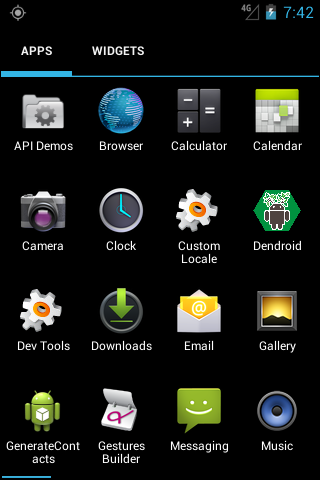 4G 7:42
APPS WIDGETS
API Demos Browser Calculator Calendar
Camera Clock Custom Locale Dendroid
Dev Tools Downloads Email Gallery
GenerateContacts Gestures Builder Messaging Music